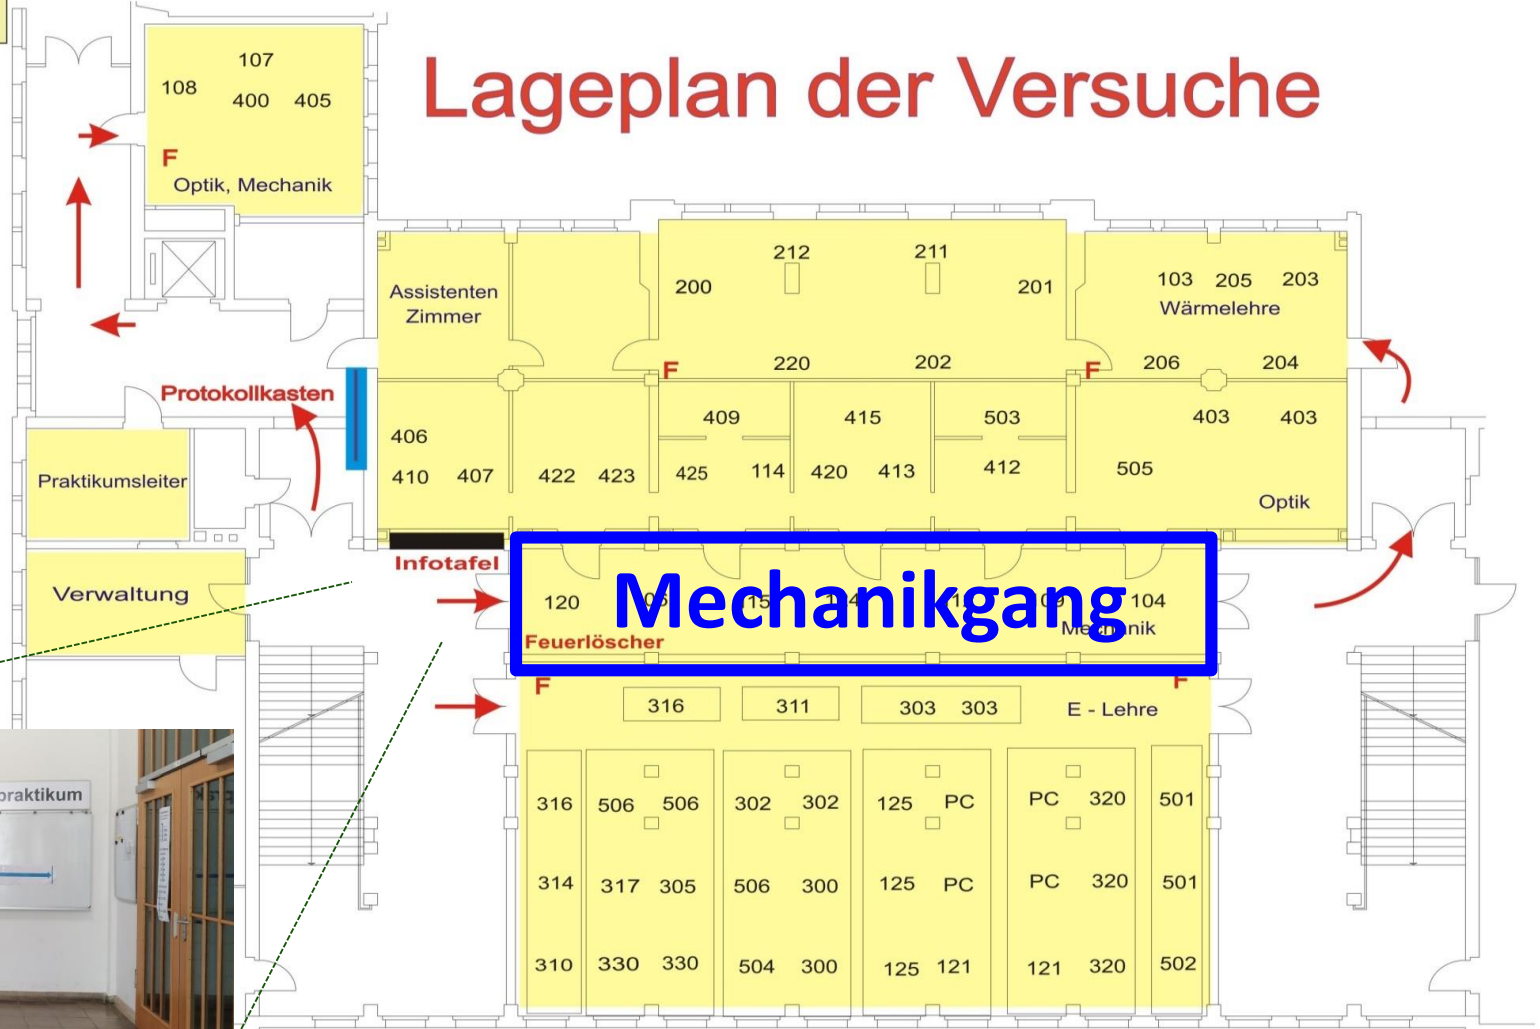 Lageplan der Versuche
107
108 400 405
F
Optik, Mechanik
Assistenten
Zimmer
212 211
200 201
220 202
F
103 205 203
Wärmelehre
206 204
F
Protokollkasten
406
410 407
422 423
409
425 114
415
420 413
503
412
403 403
505
Optik
Praktikumsleiter
Verwaltung
Infotafel
Mechanikgang
120 104
Mechanik
Feuerlöscher
F F
316 311 303 303 E - Lehre
316 506 506 302 302 125 PC PC 320 501
314 317 305 506 300 125 PC PC 320 501
310 330 330 504 300 125 121 121 320 502
praktikum